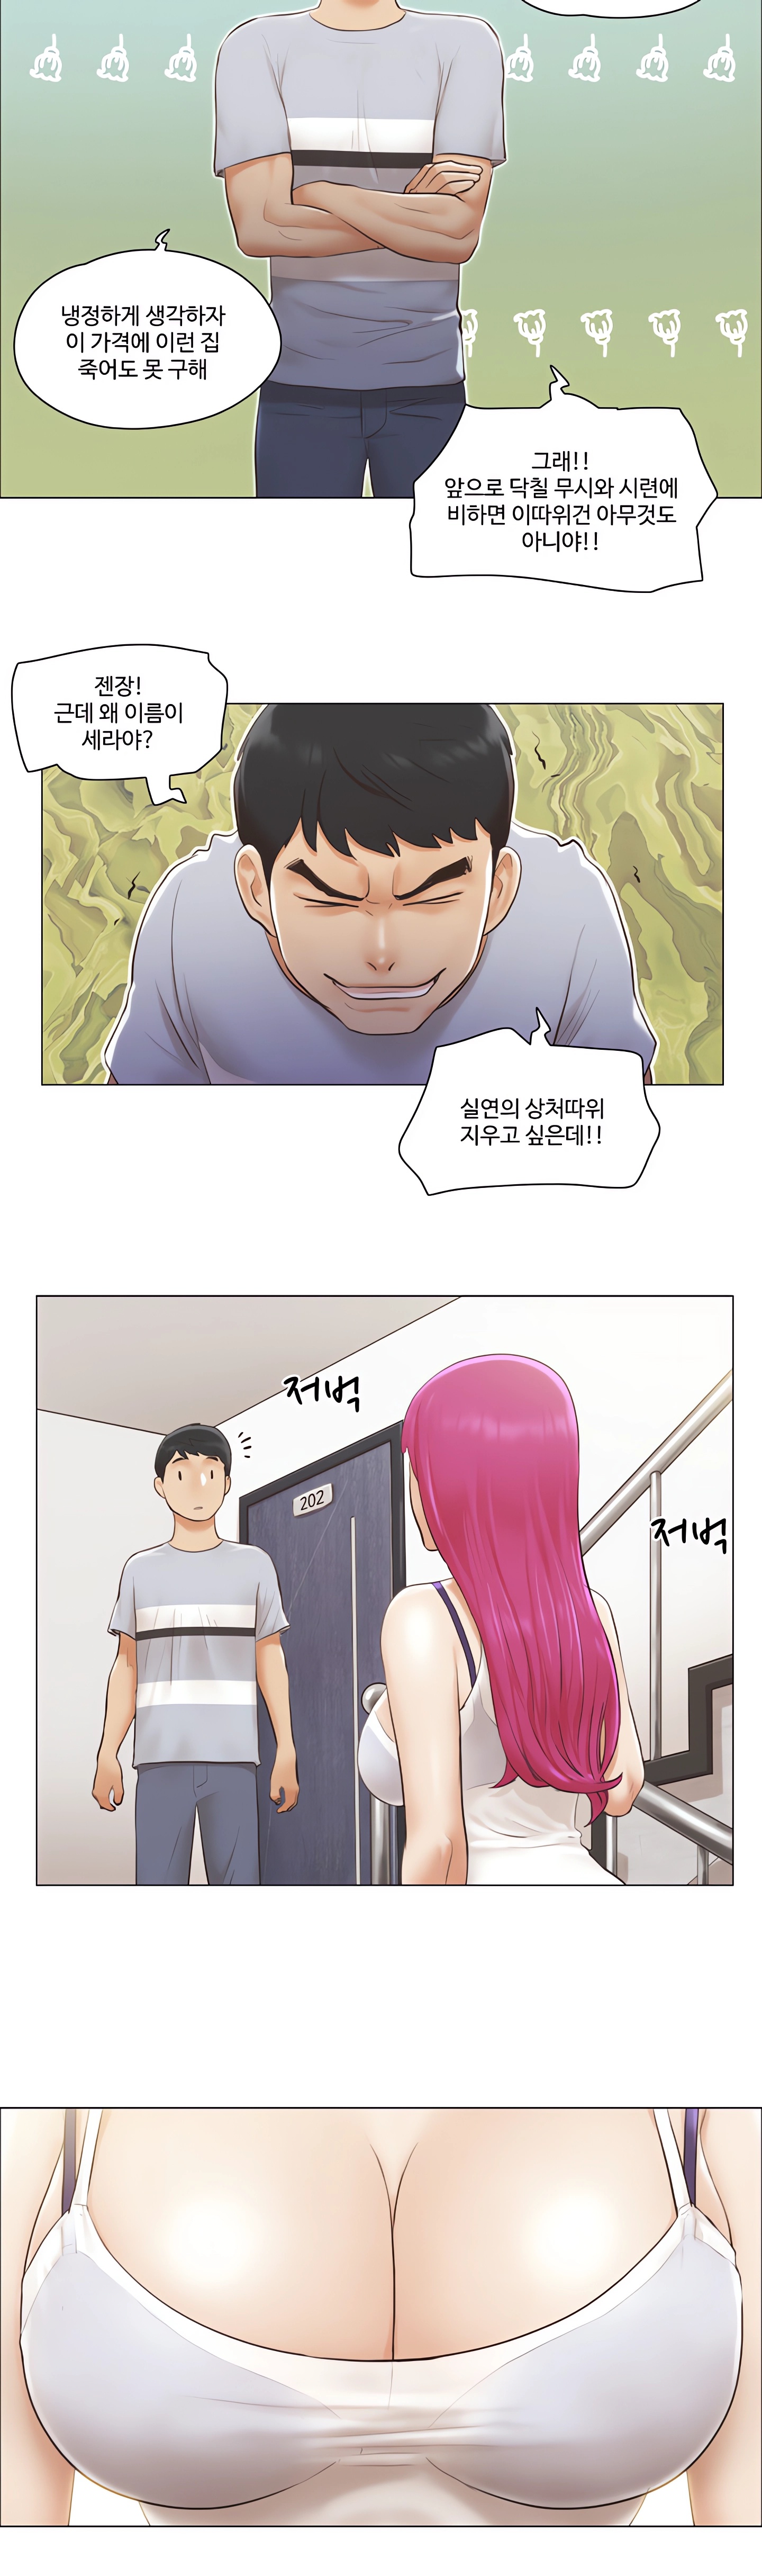 냉정하게 생각하자
이 가격에 이런 집
죽어도 못 구해
그래!!
앞으로 닥칠 무시와 시련에
비하면 이따위건 아무것도
아니야!!
젠장!
근데 왜 이름이
세라야?
실연의 상처따위
지우고 싶은데!!
저벅
202
저벅